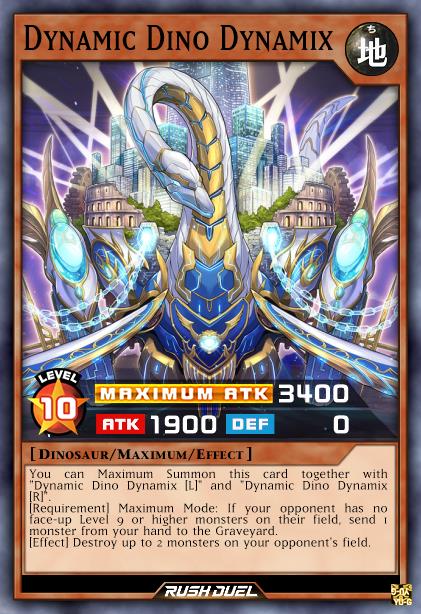 Dynamic Dino Dynamix
ち
地
LEVEL
10
MAXIMUM ATK 3400
ATK 1900 DEF 0
[Dinosaur/Maximum/Effect]
You can Maximum Summon this card together with
"Dynamic Dino Dynamix [L]" and "Dynamic Dino Dynamix
[R]".
[Requirement] Maximum Mode: If your opponent has no
face-up Level 9 or higher monsters on their field, send 1
monster from your hand to the Graveyard.
[Effect] Destroy up to 2 monsters on your opponent's field.
RUSH DUEL